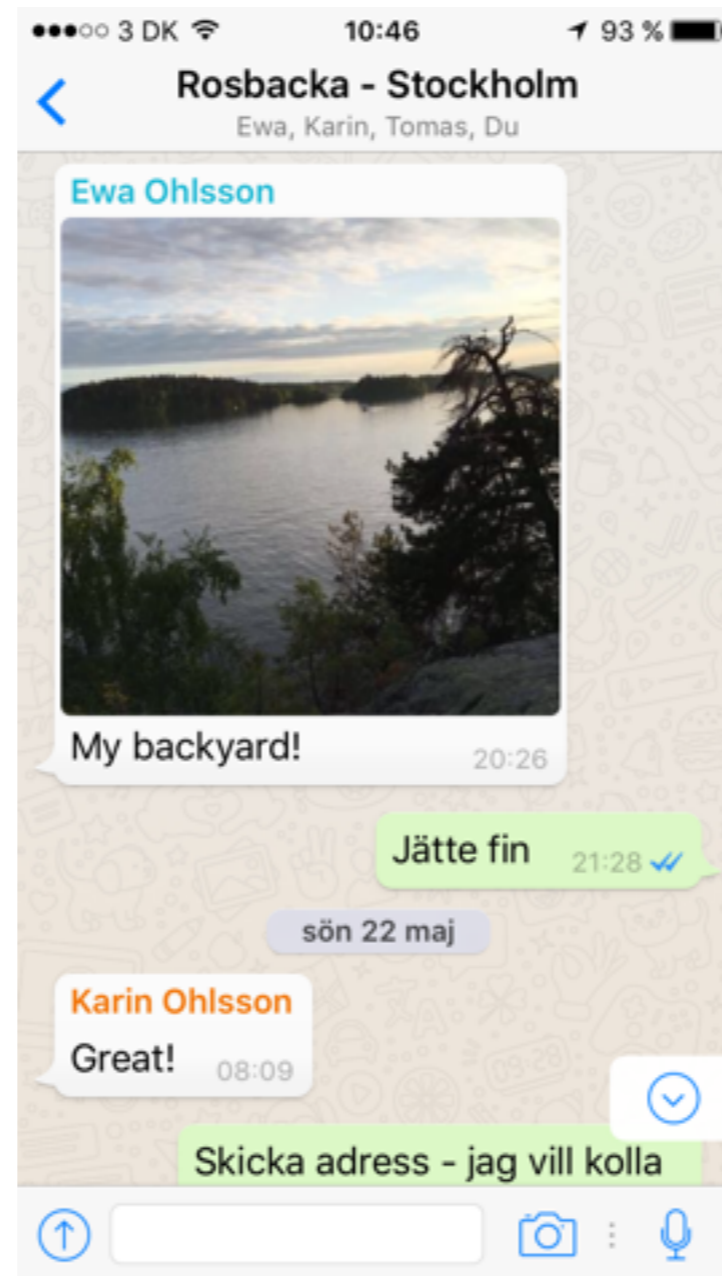 3 DK 10:46 93 %
Rosbacka - Stockholm
Ewa, Karin, Tomas, Du
Ewa Ohlsson
My backyard!
20:26
Jätte fin 21:28
sön 22 maj
Karin Ohlsson
Great! 08:09
Skicka adress - jag vill kolla